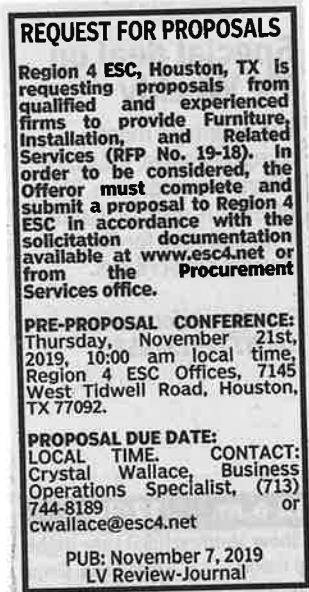 REQUEST FOR PROPOSALS
Region 4 ESC, Houston, TX is
requesting proposals from
qualified and experienced
firms to provide Furniture,
Installation, and Related
Services (RFP No. 19-18). In
order to be considered, the
Offeror must complete and
submit a proposal to Region 4
ESC in accordance with the
solicitation documentation
available at www.esc4.net or
from the Procurement
Services office.
PRE-PROPOSAL CONFERENCE:
Thursday, November 21st,
2019, 10:00 am local time,
Region 4 ESC Offices, 7145
West Tidwell Road, Houston,
TX 77092.
PROPOSAL DUE DATE:
LOCAL TIME. CONTACT:
Crystal Wallace, Business
Operations Specialist, (713)
744-8189 or
cwallace@esc4.net
PUB: November 7, 2019
LV Review-Journal